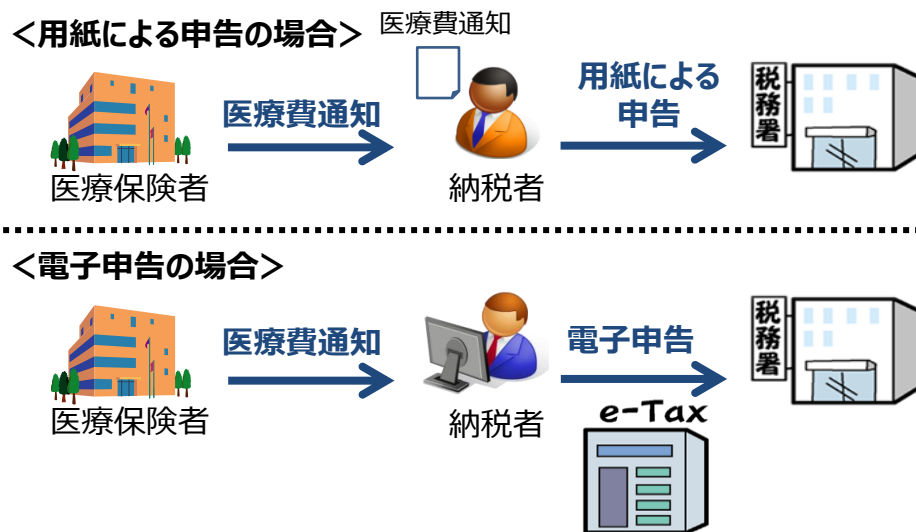 ＜用紙による申告の場合＞
医療費通知
医療費通知
用紙による
申告
税務署
医療保険者
納税者
＜電子申告の場合＞
医療費通知
電子申告
税務署
医療保険者
納税者
e-Tax